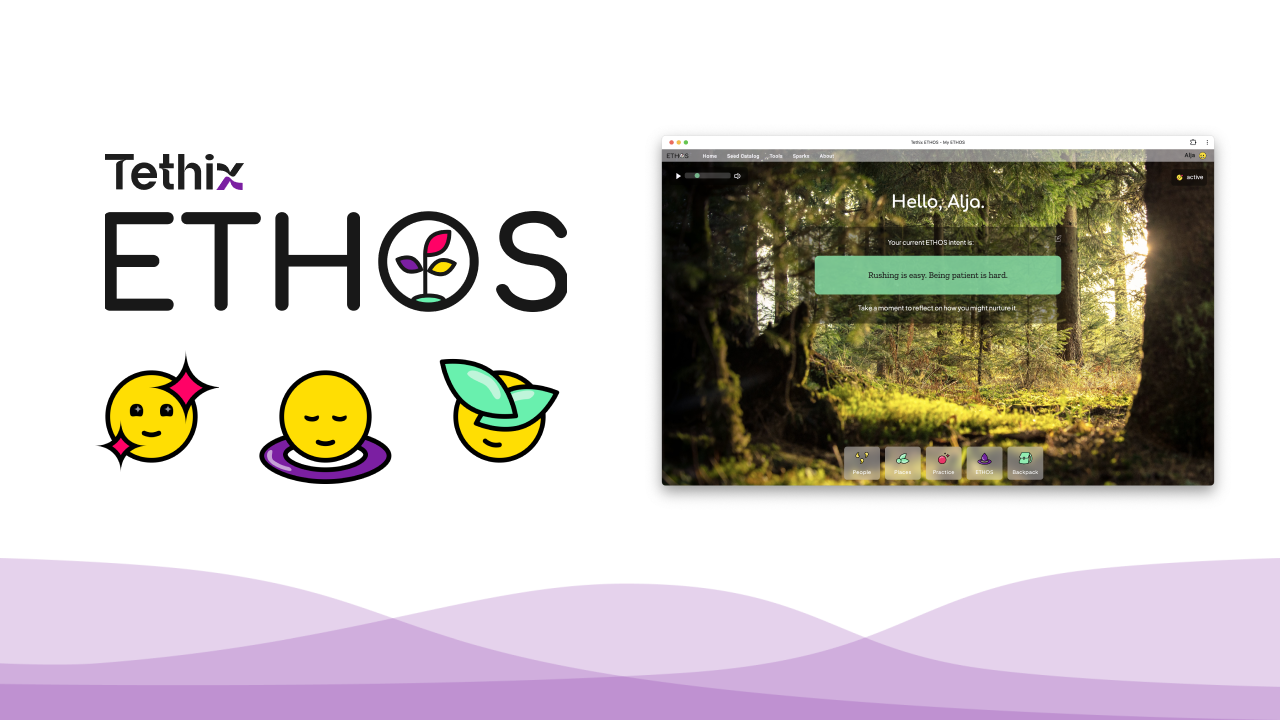 Tethix
ETHOS
Tethix ETHOS - My ETHOS
ETHOS Home Seed Datalog Tools Sparks About Alja
active
Hello, Alja.
Your current ETHOS intent is:
Rushing is easy. Being patient is hard.
Take a moment to reflect on how you might nurture it.
People Places Practice ETHOS Backpack